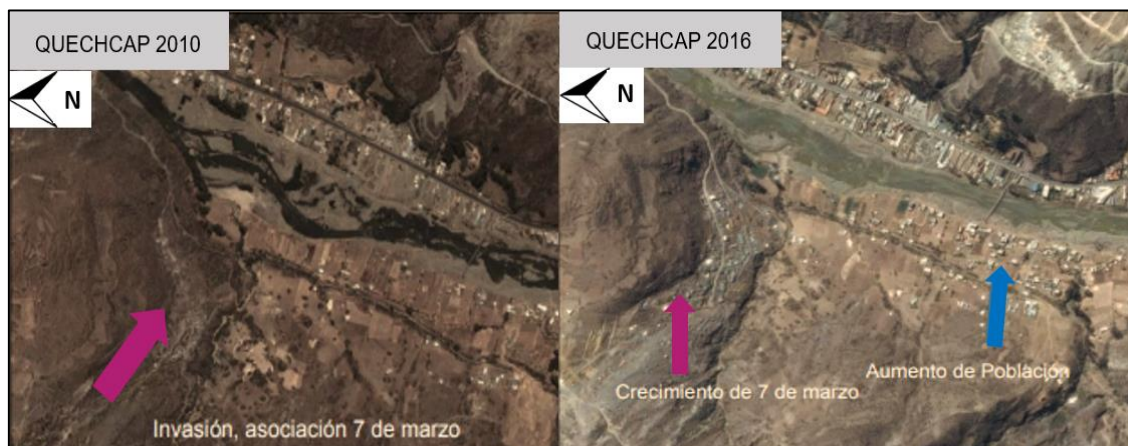 QUECHCAP 2010
N
Invasión, asociación 7 de marzo
QUECHCAP 2016
N
Crecimiento de 7 de marzo
Aumento de Población